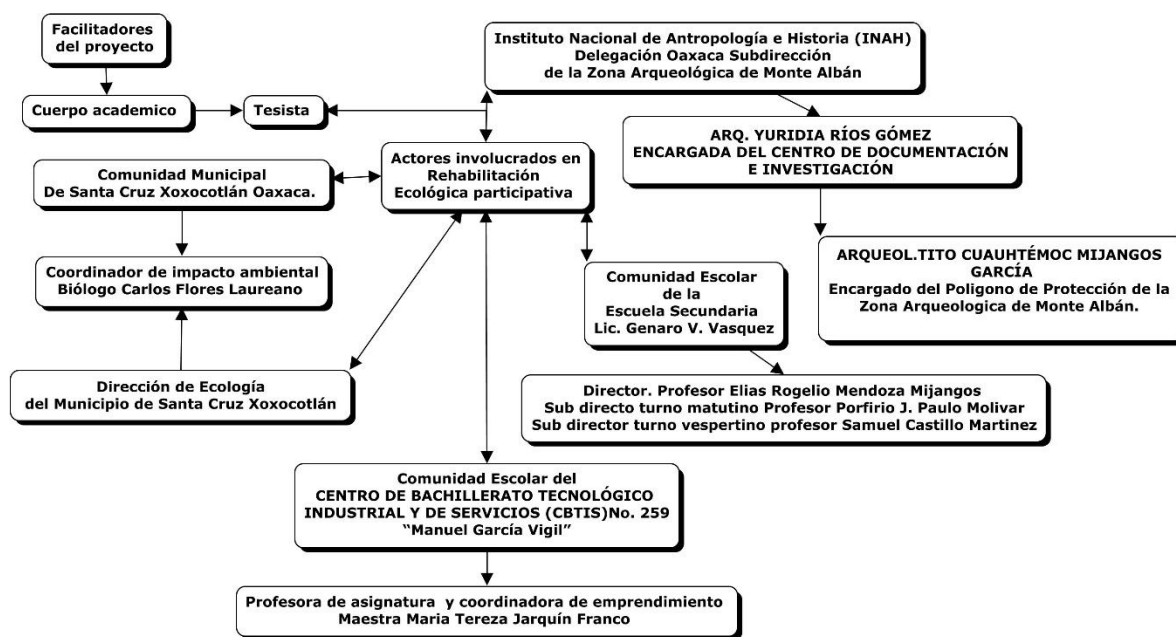 Facilitadores
del proyecto
Cuerpo academico
Tesista
Instituto Nacional de Antropología e Historia (INAH)
Delegación Oaxaca Subdirección
de la Zona Arqueológica de Monte Albán
ARQ. YURIDIA RÍOS GÓMEZ
ENCARGADA DEL CENTRO DE DOCUMENTACIÓN
E INVESTIGACIÓN
Comunidad Municipal
De Santa Cruz Xoxocotlán Oaxaca.
Actores involucrados en
Rehabilitación
Ecológica participativa
ARQUEOL.TITO CUAUHTÉMOC MIJANGOS
GARCÍA
Encargado del Poligono de Protección de la
Zona Arqueologica de Monte Albán.
Coordinador de impacto ambiental
Biólogo Carlos Flores Laureano
Comunidad Escolar
de la
Escuela Secundaria
Lic. Genaro V. Vasquez
Dirección de Ecología
del Municipio de Santa Cruz Xoxocotlán
Director. Profesor Elias Rogelio Mendoza Mijangos
Sub directo turno matutino Profesor Porfirio J. Paulo Molivar
Sub director turno vespertino profesor Samuel Castillo Martinez
Comunidad Escolar del
CENTRO DE BACHILLERATO TECNOLÓGICO
INDUSTRIAL Y DE SERVICIOS (CBTIS)No. 259
“Manuel García Vigil”
Profesora de asignatura y coordinadora de emprendimiento
Maestra Maria Tereza Jarquín Franco